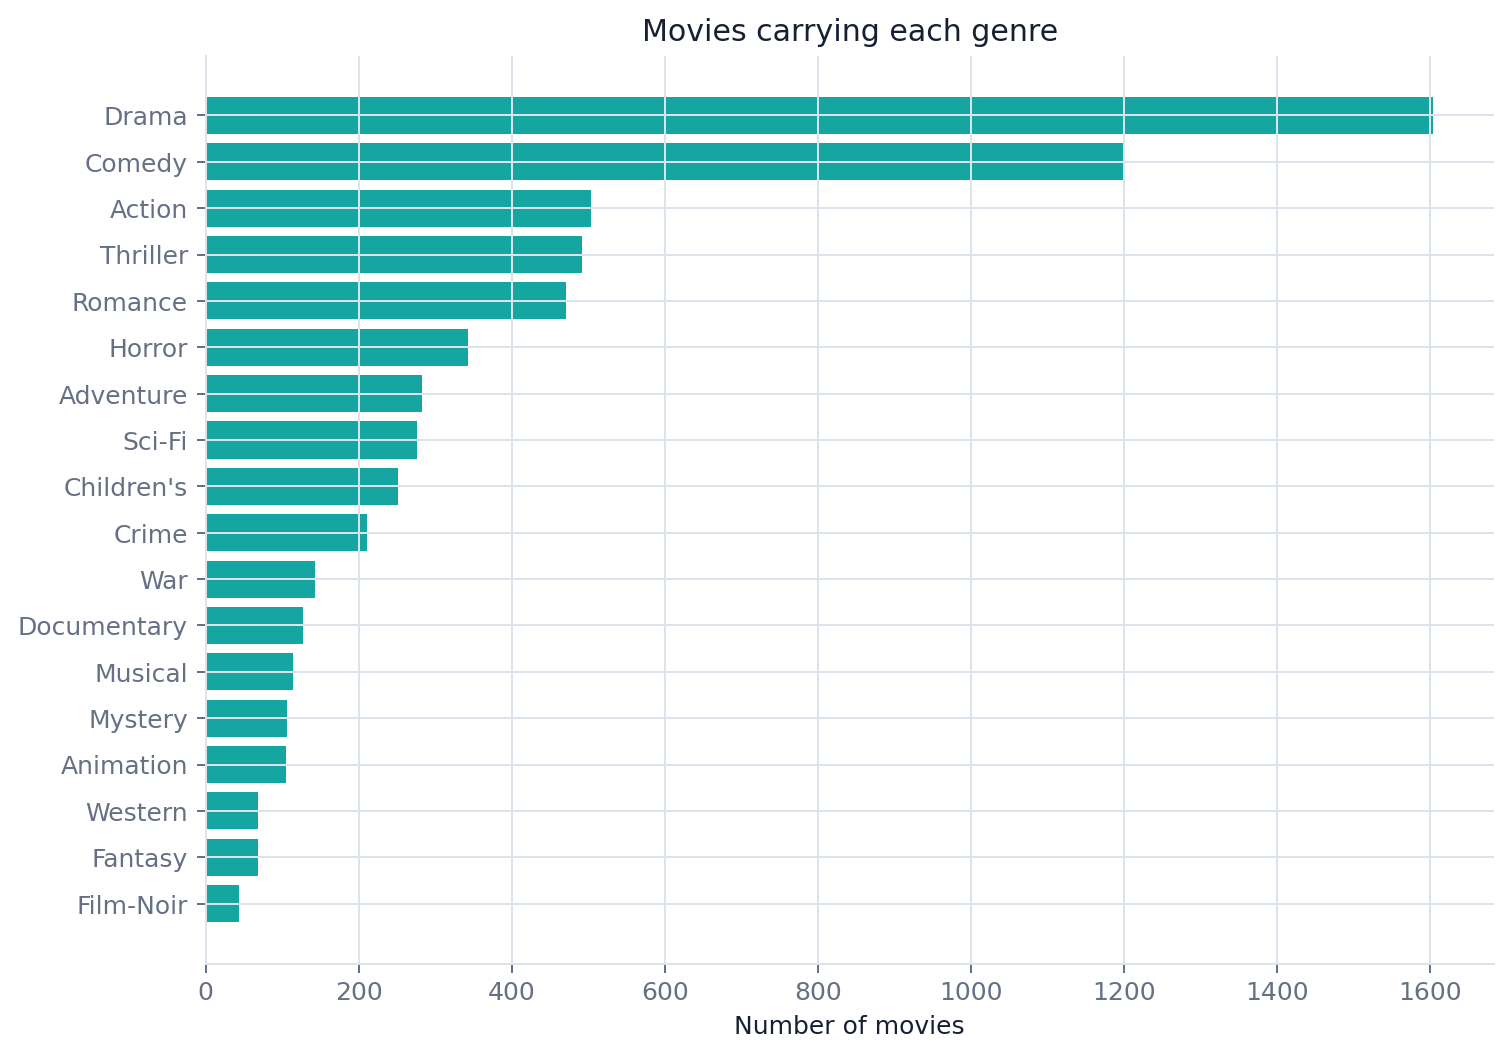 Movies carrying each genre
Drama
Comedy
Action
Thriller
Romance
Horror
Adventure
Sci-Fi
Children's
Crime
War
Documentary
Musical
Mystery
Animation
Western
Fantasy
Film-Noir
0 200 400 600 800 1000 1200 1400 1600
Number of movies